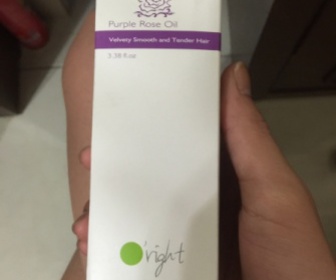 Purple Rose Oil
Velvety Smooth and Tender Hair
3.38 fl.oz
O'right